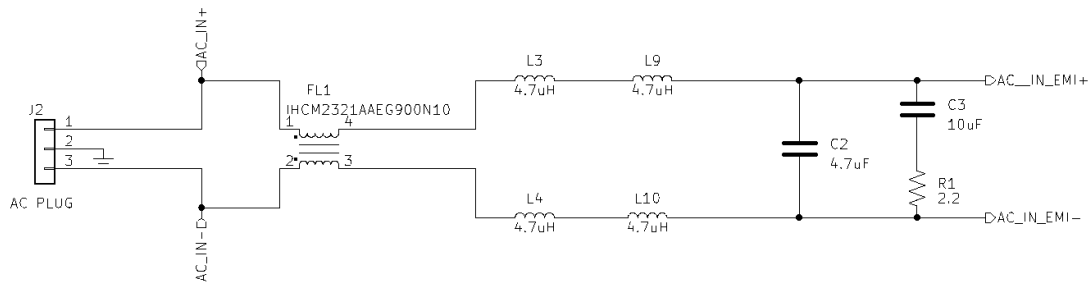 AC_IN+
J2
1
2
3
AC PLUG
AC_IN-
FL1
IHCM2321AAEG900N10
1
4
2
3
L3
4.7uH
L9
4.7uH
L4
4.7uH
L10
4.7uH
C2
4.7uF
C3
10uF
R1
2.2
AC__IN_EMI+
AC_IN_EMI-